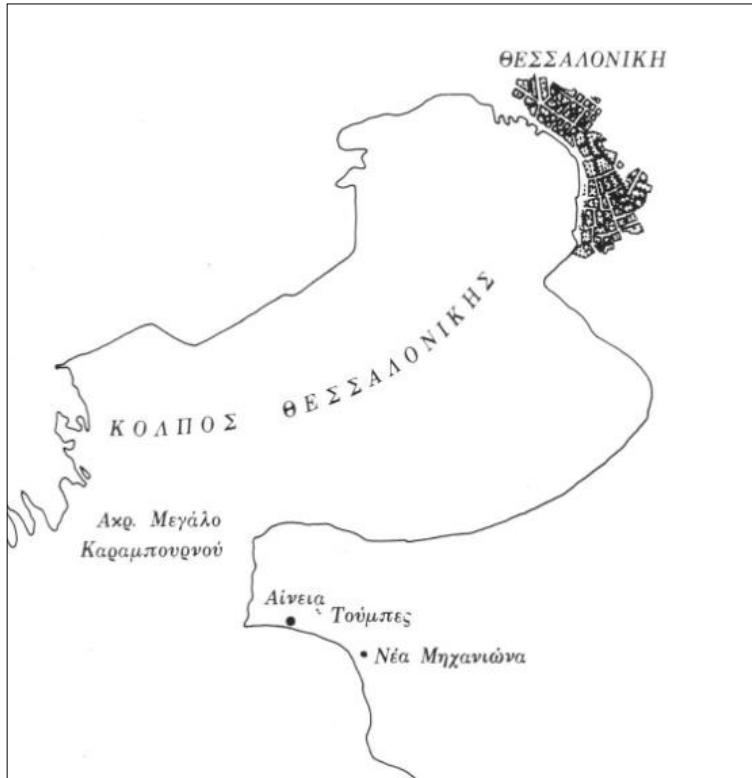 ΘΕΣΣΑΛΟΝΙΚΗ
ΚΟΛΠΟΣ ΘΕΣΣΑΛΟΝΙΚΗΣ
Ακρ. Μεγάλο
Καραμπουρνού
Αίνεια
Τούμπες
Νέα Μηχανιώνα